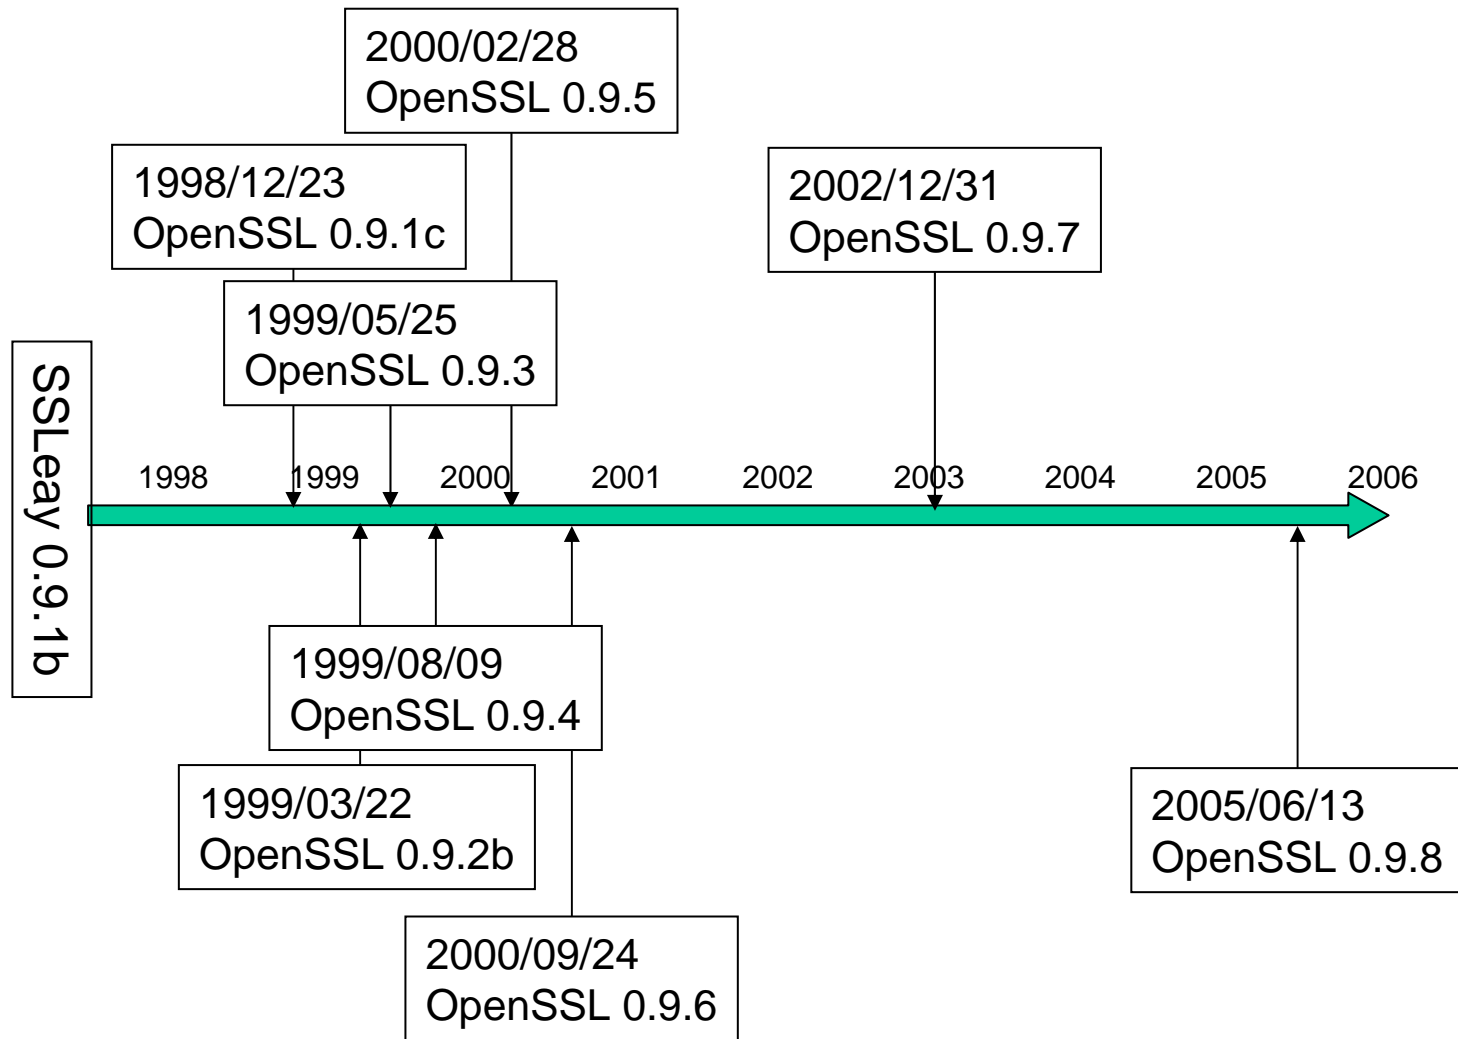 2000/02/28
OpenSSL 0.9.5
1998/12/23
OpenSSL 0.9.1c
2002/12/31
OpenSSL 0.9.7
1999/05/25
OpenSSL 0.9.3
SSLeay 0.9.1b
1998 1999 2000 2001 2002 2003 2004 2005 2006
1999/08/09
OpenSSL 0.9.4
1999/03/22
OpenSSL 0.9.2b
2005/06/13
OpenSSL 0.9.8
2000/09/24
OpenSSL 0.9.6